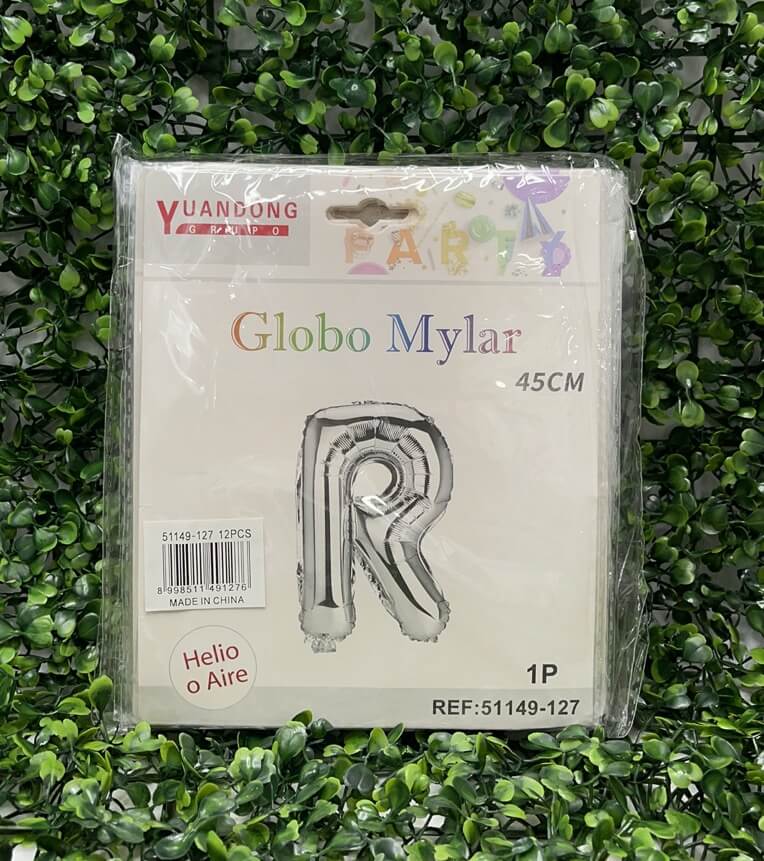 YUANDONG
GRUPO
PARTY
Globo Mylar
45CM
R
51149-127 12PCS
8 998511 491276
MADE IN CHINA
Helio
o Aire
1P
REF:51149-127